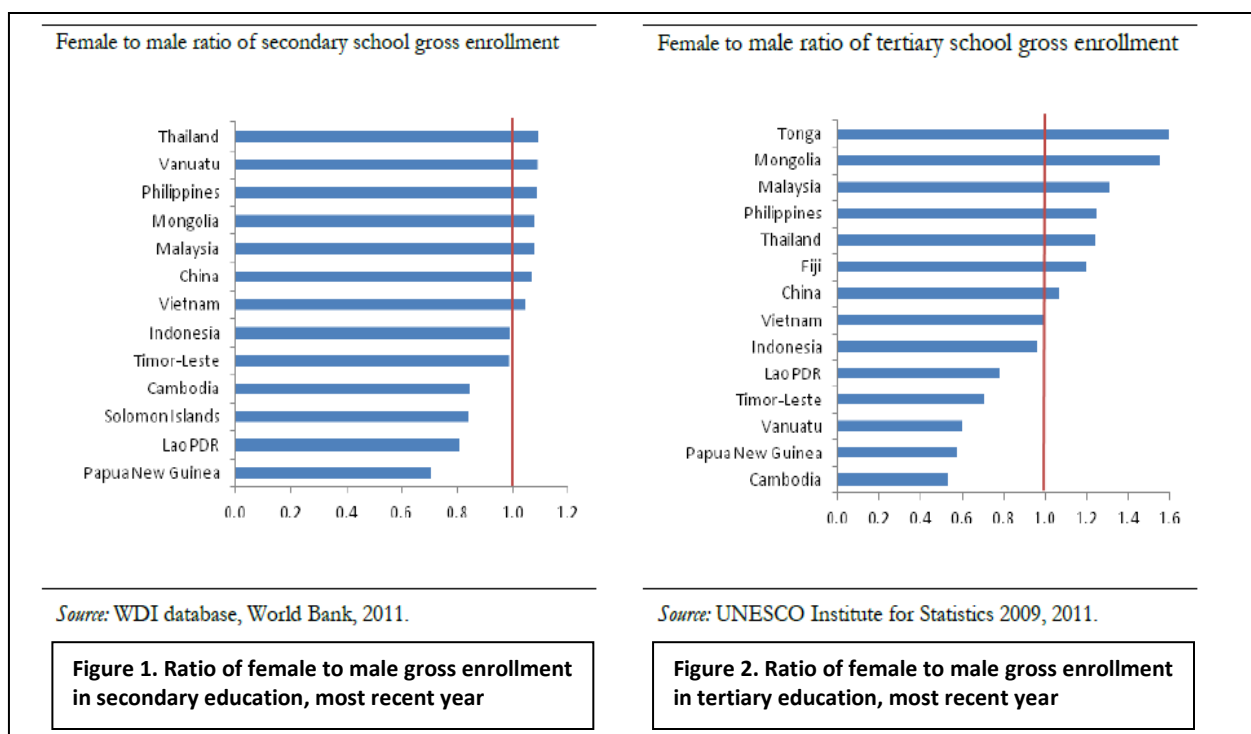 Female to male ratio of secondary school gross enrollment
Thailand
Vanuatu
Philippines
Mongolia
Malaysia
China
Vietnam
Indonesia
Timor-Leste
Cambodia
Solomon Islands
Lao PDR
Papua New Guinea
0.0 0.2 0.4 0.6 0.8 1.0 1.2
Source: WDI database, World Bank, 2011.
Figure 1. Ratio of female to male gross enrollment
in secondary education, most recent year
Female to male ratio of tertiary school gross enrollment
Tonga
Mongolia
Malaysia
Philippines
Thailand
Fiji
China
Vietnam
Indonesia
Lao PDR
Timor-Leste
Vanuatu
Papua New Guinea
Cambodia
0.0 0.2 0.4 0.6 0.8 1.0 1.2 1.4 1.6
Source: UNESCO Institute for Statistics 2009, 2011.
Figure 2. Ratio of female to male gross enrollment
in tertiary education, most recent year